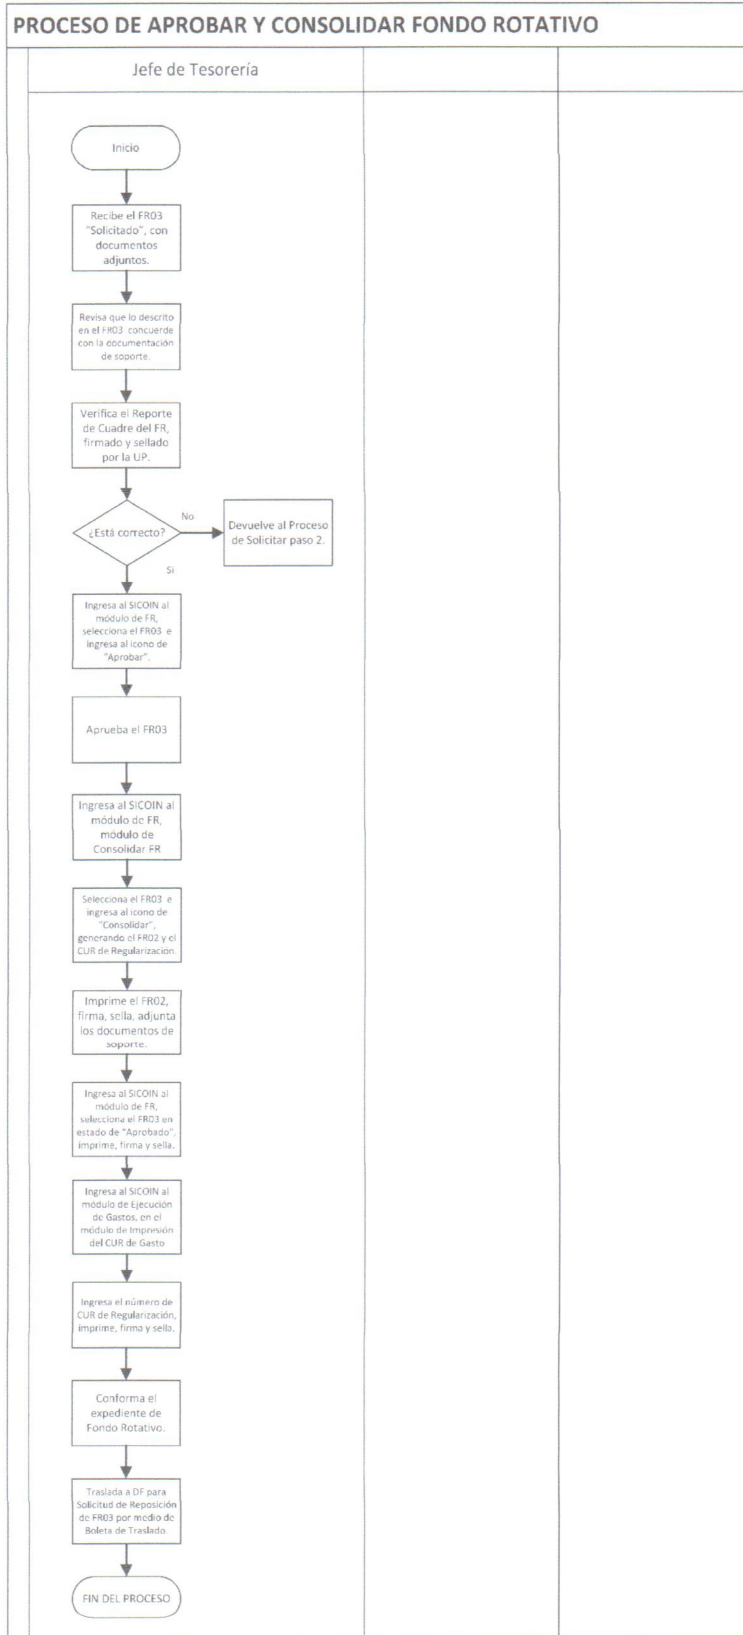 PROCESO DE APROBAR Y CONSOLIDAR FONDO ROTATIVO
Jefe de Tesorería
Inicio
Recibe el FR03
"Solicitado", con
documentos
adjuntos.
Revisa que lo descrito
en el FR03 concuerde
con la documentación
de soporte.
Verifica el Reporte
de Cuadre del FR,
firmado y sellado
por la UP.
¿Está correcto?
No
Devuelve al Proceso
de Solicitar paso 2.
Si
Ingresa al SICOIN al
módulo de FR,
selecciona el FR03 e
ingresa al icono de
"Aprobar".
Aprueba el FR03
Ingresa al SICOIN al
módulo de FR,
módulo de
Consolidar FR
Selecciona el FR03 e
ingresa al icono de
"Consolidar",
generando el FR02 y el
CUR de Regularización.
Imprime el FR02,
firma, sella, adjunta
los documentos de
soporte.
Ingresa al SICOIN al
módulo de FR,
selecciona el FR03 en
estado de "Aprobado",
imprime, firma y sella.
Ingresa al SICOIN al
módulo de Ejecución
de Gastos, en el
módulo de Impresión
del CUR de Gasto
Ingresa el número de
CUR de Regularización,
imprime, firma y sella.
Conforma el
expediente de
Fondo Rotativo.
Traslada a DF para
Solicitud de Reposición
de FR03 por medio de
Boleta de Traslado.
FIN DEL PROCESO